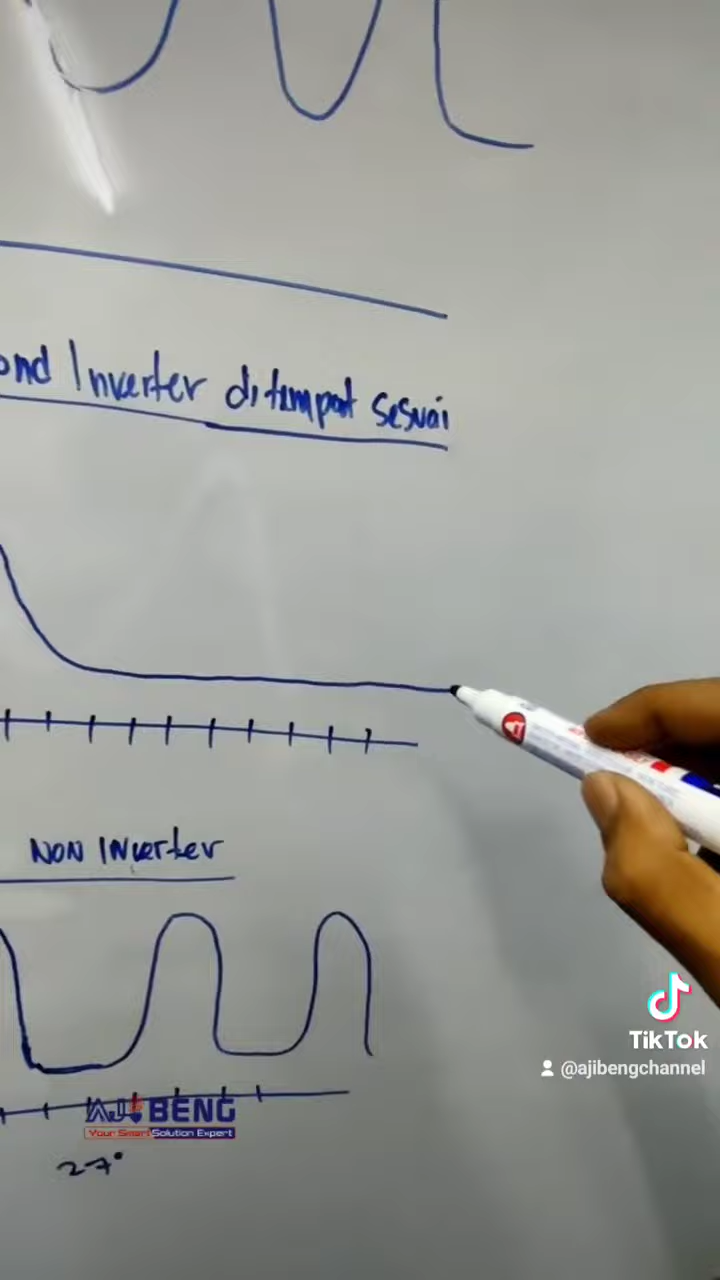 ond Inverter ditempat sesuai
NON INverter
AJIBENG
Your Smart Solution Expert
27°
TikTok
@ajibengchannel